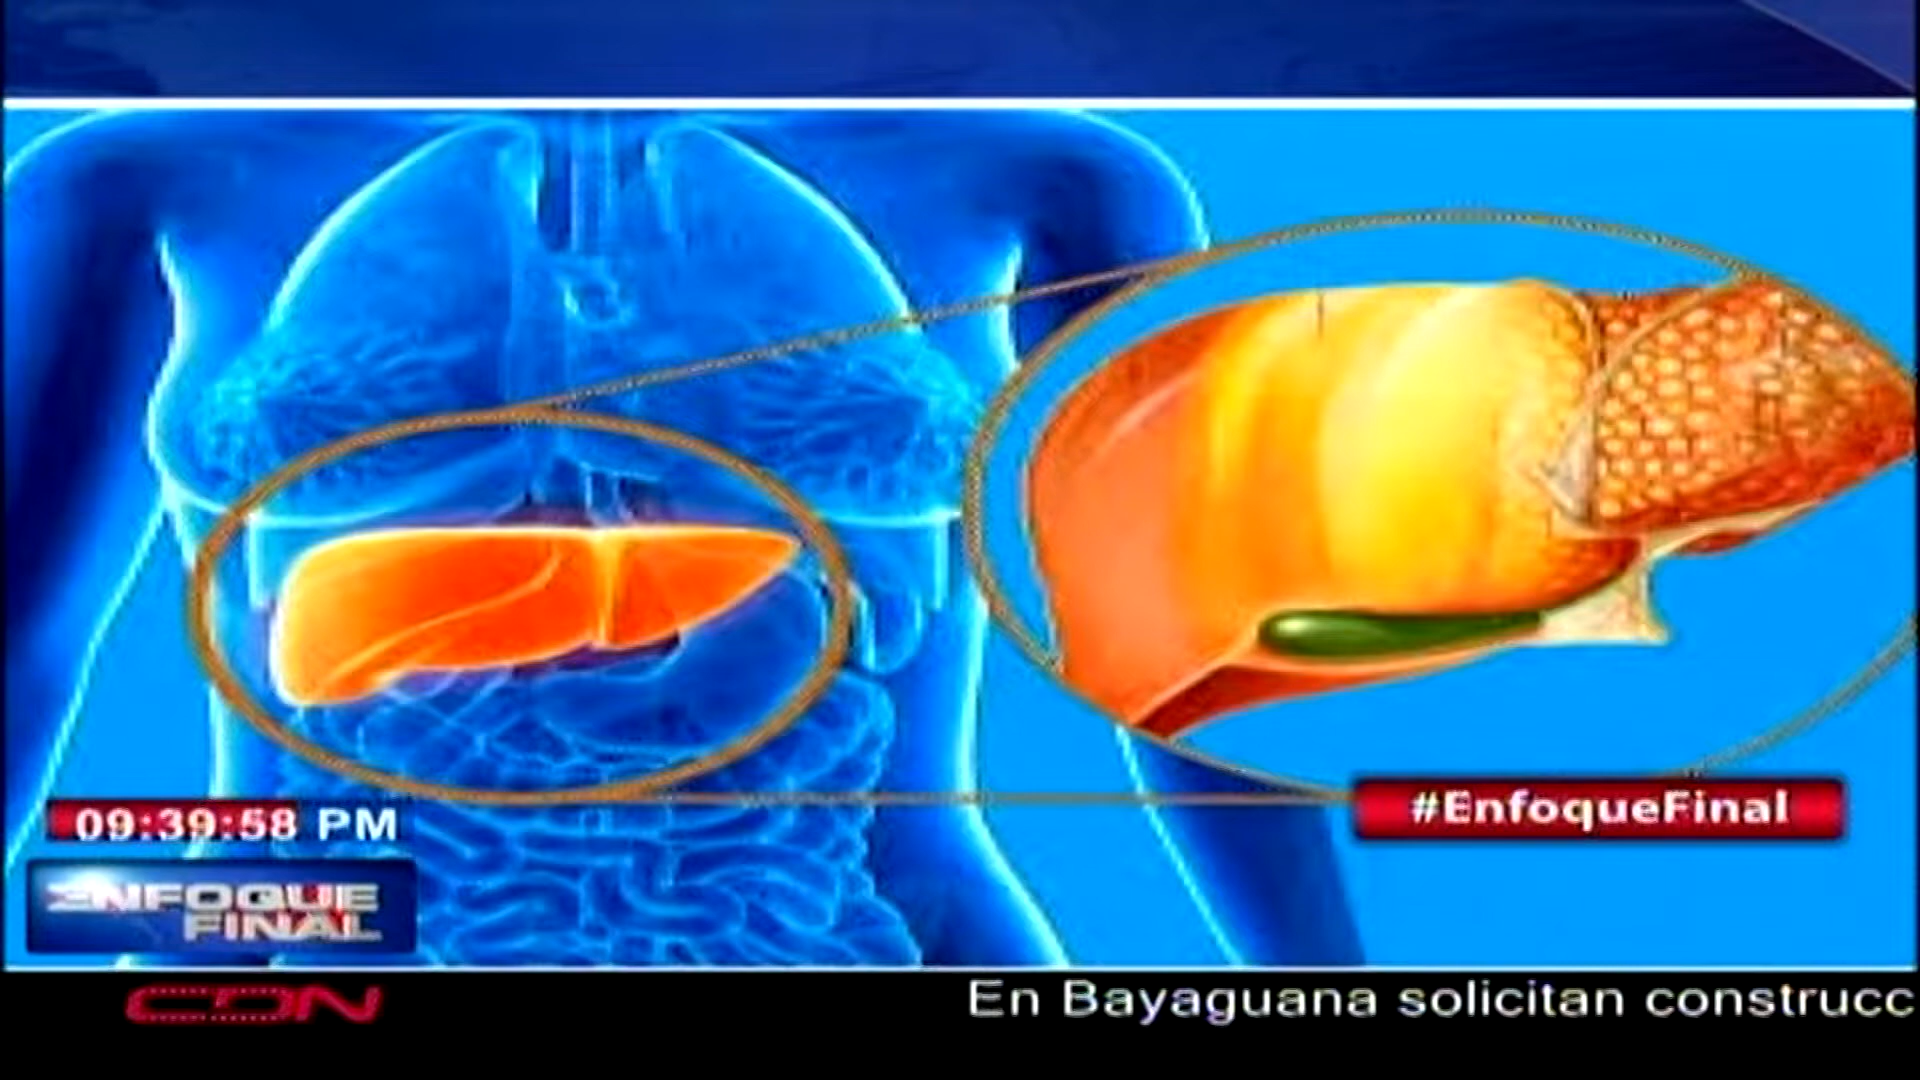 #EnfoqueFinal
09:39:58 PM
ENFOQUE
FINAL
CDN
En Bayaguana solicitan construcc